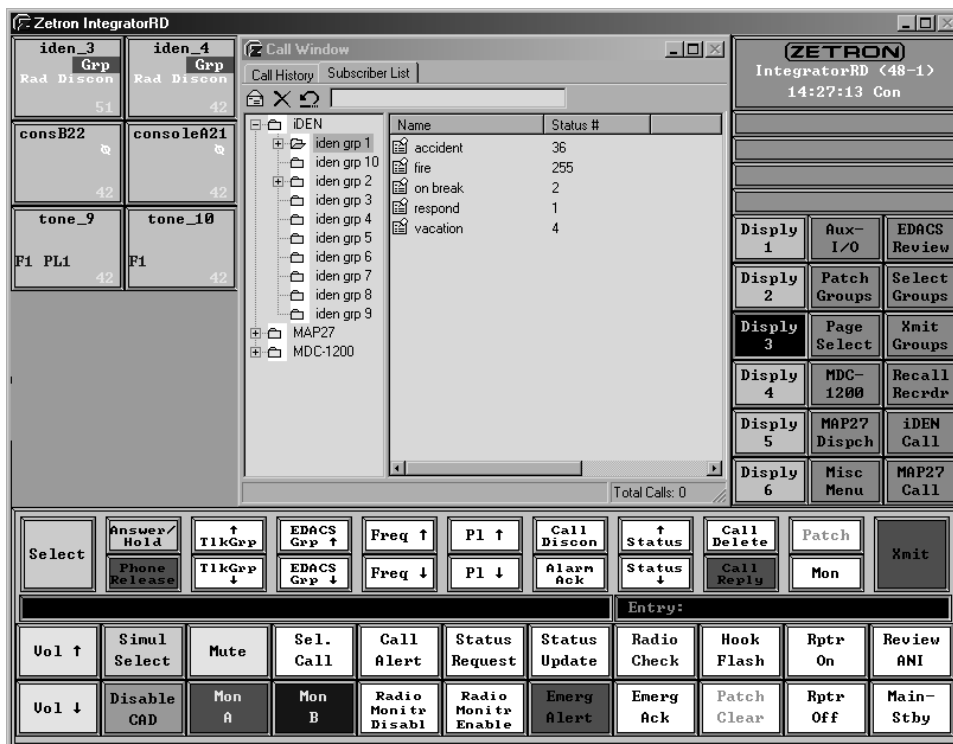 Zetron IntegratorRD
iden_3
Grp
Rad Discon
51
iden_4
Grp
Rad Discon
42
consB22
42
consoleA21
42
tone_9
F1 PL1
42
tone_10
F1
42
Call Window
Call History
Subscriber List
iDEN
iden grp 1
iden grp 10
iden grp 2
iden grp 3
iden grp 4
iden grp 5
iden grp 6
iden grp 7
iden grp 8
iden grp 9
MAP27
MDC-1200
Name Status #
accident 36
fire 255
on break 2
respond 1
vacation 4
Total Calls: 0
ZETRON
IntegratorRD (48-1)
14:27:13 Con
Disply
1
Aux-
I/O
EDACS
Review
Disply
2
Patch
Groups
Select
Groups
Disply
3
Page
Select
Xmit
Groups
Disply
4
MDC-
1200
Recall
Recrdr
Disply
5
MAP27
Dispch
iDEN
Call
Disply
6
Misc
Menu
MAP27
Call
Select
Answer/
Hold
↑
TlkGrp
EDACS
Grp ↑
Freq ↑
Pl ↑
Call
Discon
↑
Status
Call
Delete
Patch
Xmit
Phone
Release
TlkGrp
↓
EDACS
Grp ↓
Freq ↓
Pl ↓
Alarm
Ack
Status
↓
Call
Reply
Mon
Entry:
Vol ↑
Simul
Select
Mute
Sel.
Call
Call
Alert
Status
Request
Status
Update
Radio
Check
Hook
Flash
Rptr
On
Review
ANI
Vol ↓
Disable
CAD
Mon
A
Mon
B
Radio
Monitr
Disabl
Radio
Monitr
Enable
Emerg
Alert
Emerg
Ack
Patch
Clear
Rptr
Off
Main-
Stby